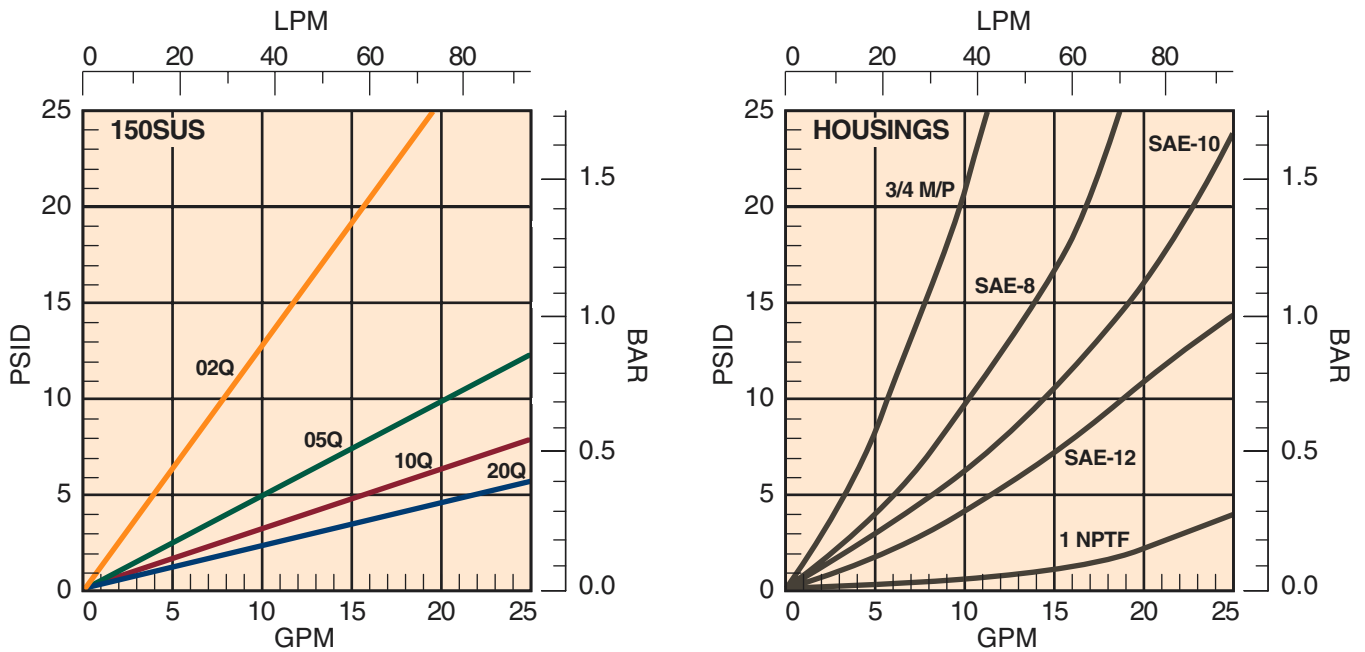 LPM
0 20 40 60 80
150SUS
25
20
15
10
5
0
PSID
02Q
05Q
10Q
20Q
1.5
1.0
0.5
0.0
BAR
0 5 10 15 20 25
GPM
LPM
0 20 40 60 80
HOUSINGS
25
20
15
10
5
0
PSID
SAE-10
3/4 M/P
SAE-8
SAE-12
1 NPTF
1.5
1.0
0.5
0.0
BAR
0 5 10 15 20 25
GPM